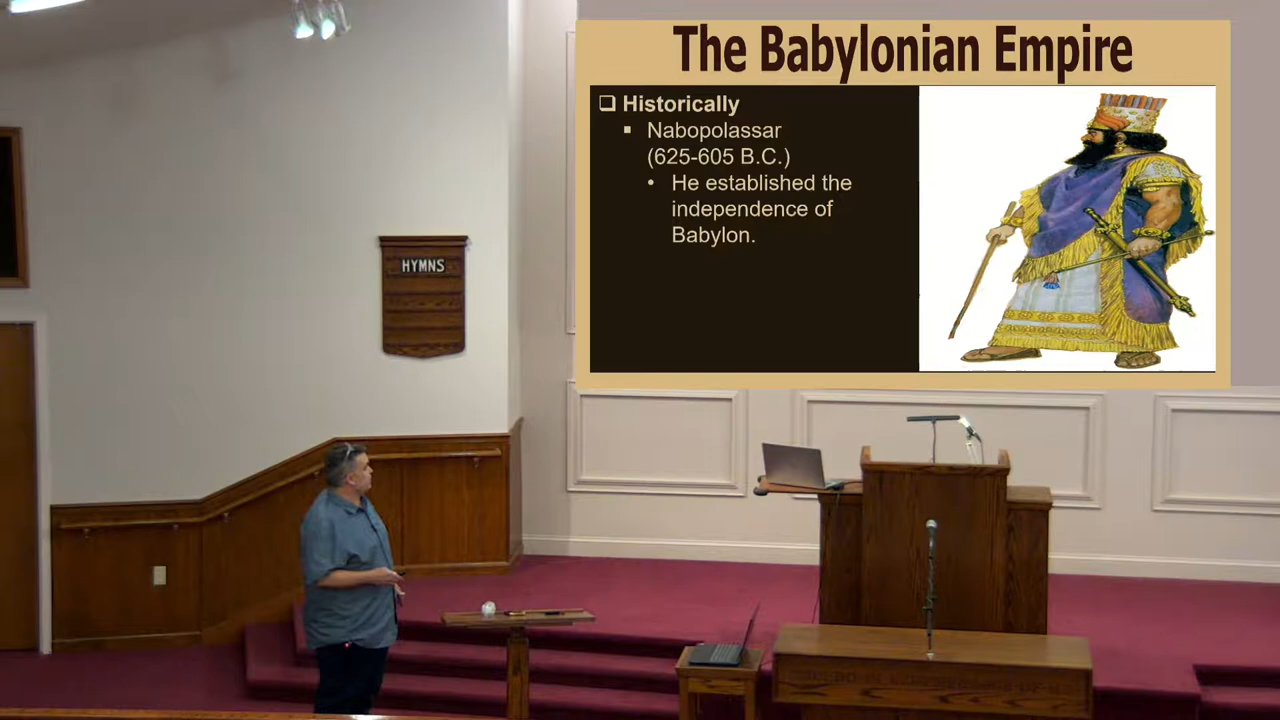 The Babylonian Empire
❑ Historically
▪ Nabopolassar
(625-605 B.C.)
• He established the
independence of
Babylon.
HYMNS